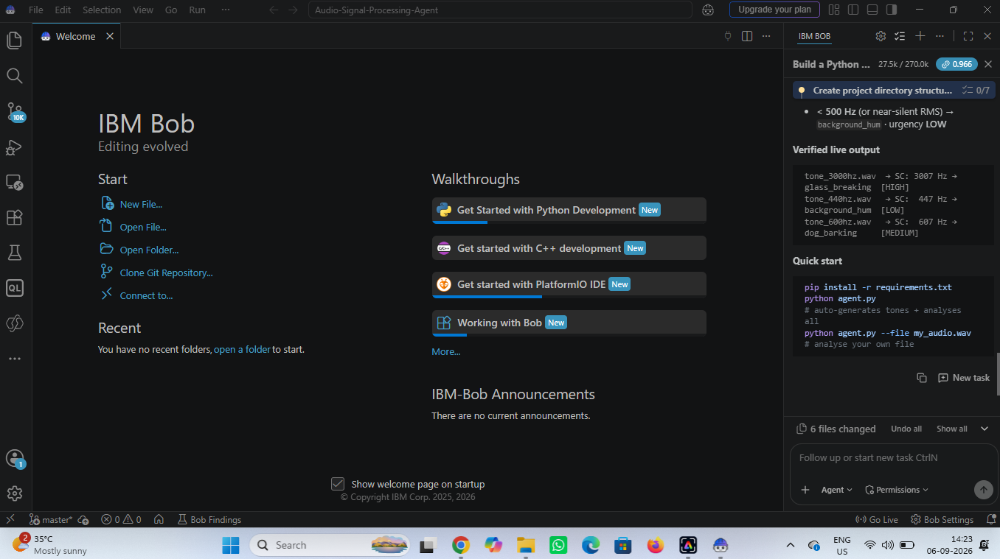 File Edit Selection View Go Run ··· Audio-Signal-Processing-Agent Upgrade your plan
Welcome
10K
QL
1
IBM Bob
Editing evolved
Start
New File...
Open File...
Open Folder...
Clone Git Repository...
Connect to...
Recent
You have no recent folders, open a folder to start.
Walkthroughs
Get Started with Python Development New
C/C++ Get started with C++ development New
Get started with PlatformIO IDE New
Working with Bob New
More...
IBM-Bob Announcements
There are no current announcements.
Show welcome page on startup
© Copyright IBM Corp. 2025, 2026
IBM BOB
Build a Python ... 27.5k / 270.0k 0.966
Create project directory structu... 0/7
• < 500 Hz (or near-silent RMS) →
background_hum · urgency LOW
Verified live output
tone_3000hz.wav → SC: 3007 Hz →
glass_breaking [HIGH]
tone_440hz.wav → SC: 447 Hz →
background_hum [LOW]
tone_600hz.wav → SC: 607 Hz →
dog_barking [MEDIUM]
Quick start
pip install -r requirements.txt
python agent.py
# auto-generates tones + analyses
all
python agent.py --file my_audio.wav
# analyse your own file
New task
6 files changed Undo all Show all
Follow up or start new task CtrlN
Agent Permissions
master* 0 0 Bob Findings Go Live Bob Settings
2 35°C
Mostly sunny
Search
ENG
US
14:23
06-09-2026